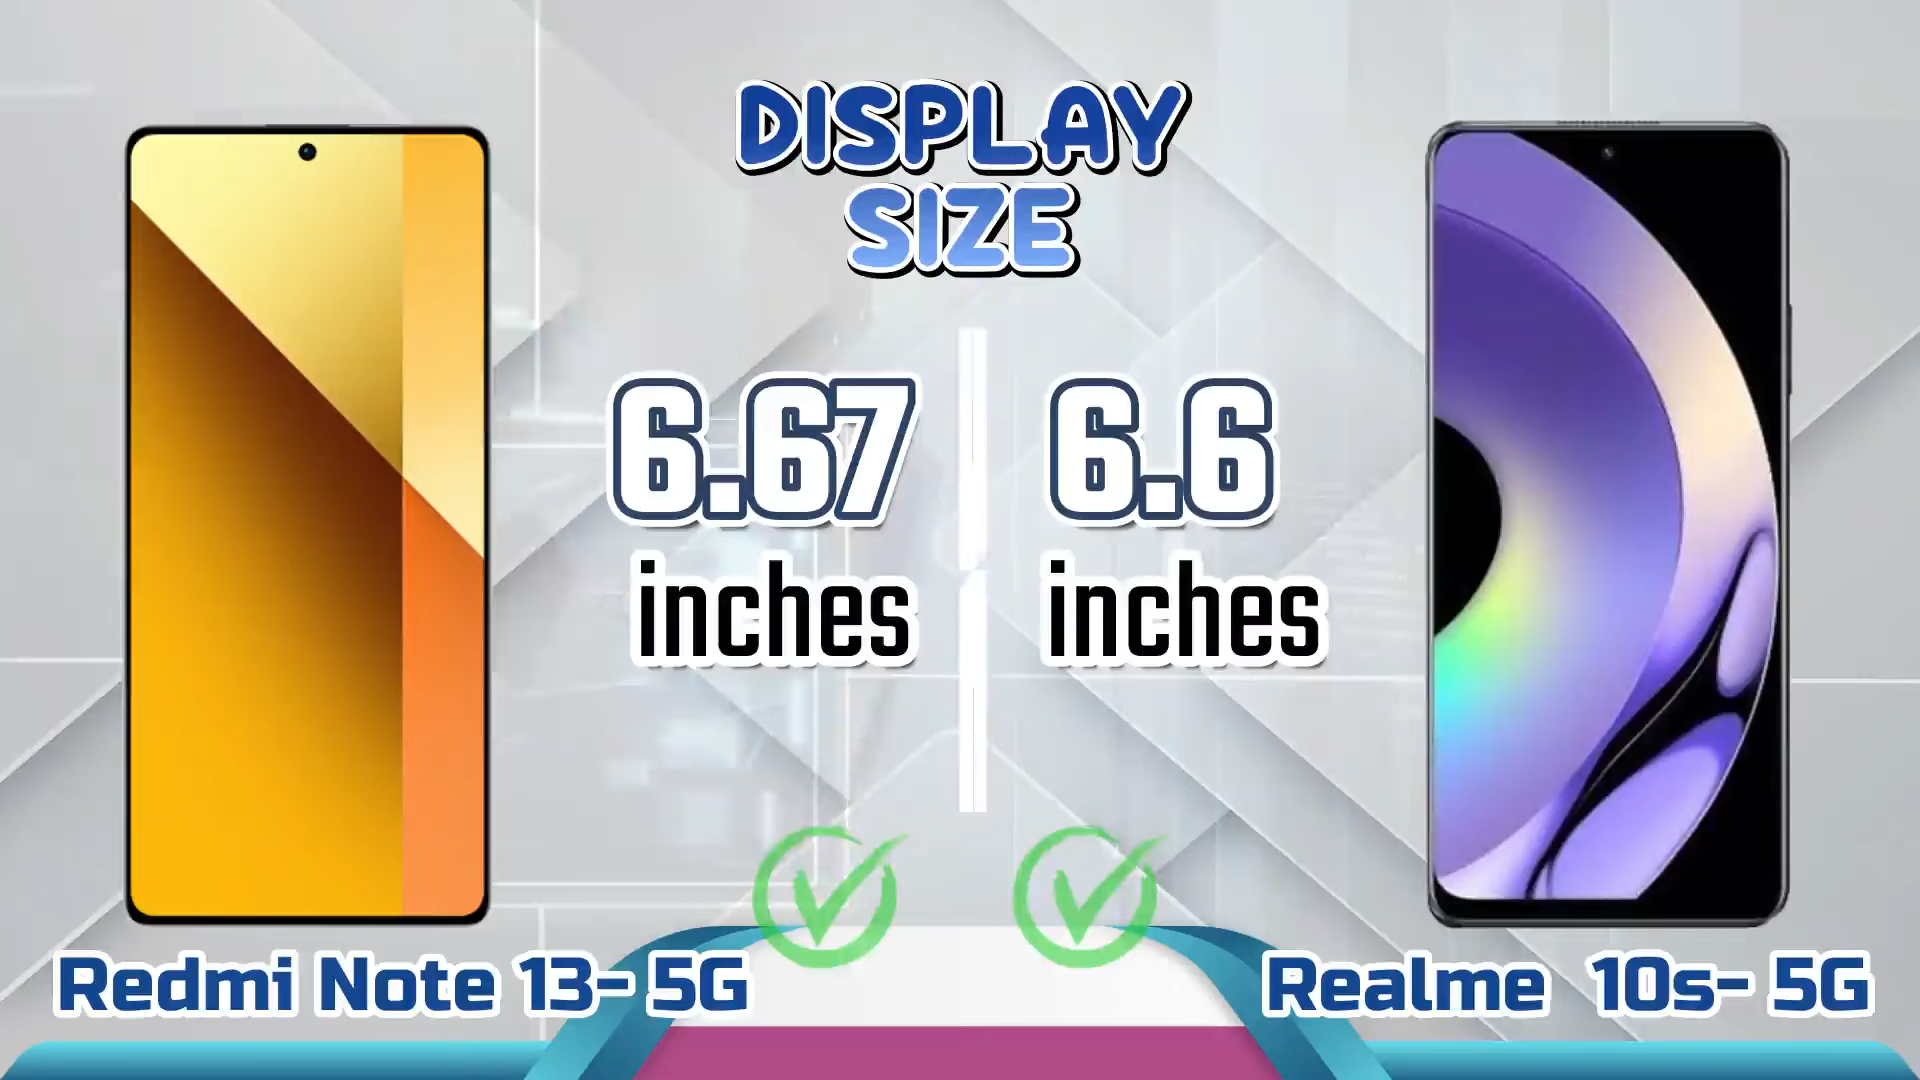 DISPLAY
SIZE
6.67
inches
6.6
inches
Redmi Note 13- 5G
Realme 10s- 5G